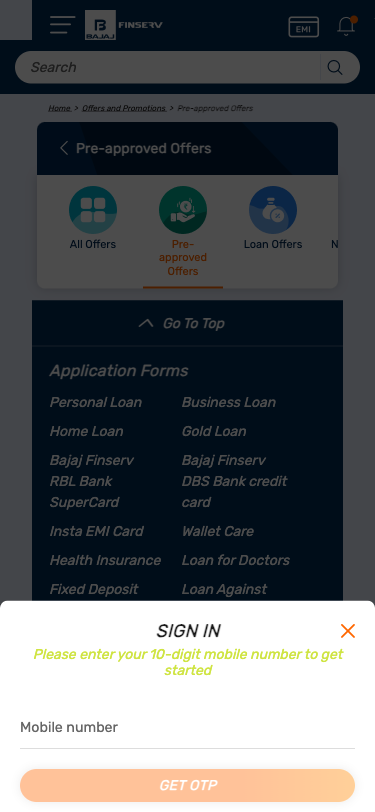 BAJAJ FINSERV
EMI
Search
Home > Offers and Promotions > Pre-approved Offers
Pre-approved Offers
All Offers
Pre-
approved
Offers
Loan Offers
N
Go To Top
Application Forms
Personal Loan
Business Loan
Home Loan
Gold Loan
Bajaj Finserv
RBL Bank
SuperCard
Bajaj Finserv
DBS Bank credit
card
Insta EMI Card
Wallet Care
Health Insurance
Loan for Doctors
Fixed Deposit
Loan Against
SIGN IN
Please enter your 10-digit mobile number to get
started
Mobile number
GET OTP